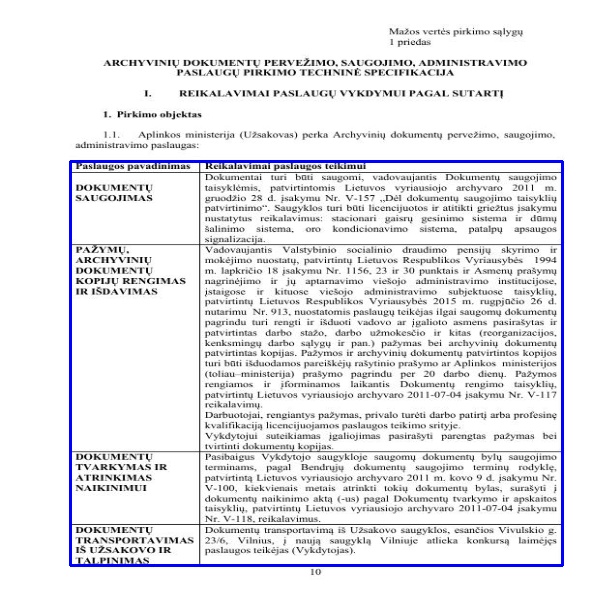 Mažos vertės pirkimo sąlygų
1 priedas
ARCHYVINIŲ DOKUMENTŲ PERVEŽIMO, SAUGOJIMO, ADMINISTRAVIMO
PASLAUGŲ PIRKIMO TECHNINĖ SPECIFIKACIJA
I. REIKALAVIMAI PASLAUGŲ VYKDYMUI PAGAL SUTARTĮ
1. Pirkimo objektas
1.1. Aplinkos ministerija (Užsakovas) perka Archyvinių dokumentų pervežimo, saugojimo,
administravimo paslaugas:
Paslaugos pavadinimas Reikalavimai paslaugos teikimui
DOKUMENTŲ
SAUGOJIMAS
Dokumentai turi būti saugomi, vadovaujantis Dokumentų saugojimo
taisyklėmis, patvirtintomis Lietuvos vyriausiojo archyvaro 2011 m.
gruodžio 28 d. įsakymu Nr. V-157 „Dėl dokumentų saugojimo taisyklių
patvirtinimo“. Saugyklos turi būti licencijuotos ir atitikti griežtus įsakymu
nustatytus reikalavimus: stacionari gaisrų gesinimo sistema ir dūmų
šalinimo sistema, oro kondicionavimo sistema, patalpų apsaugos
signalizacija.
PAŽYMŲ,
ARCHYVINIŲ
DOKUMENTŲ
KOPIJŲ RENGIMAS
IR IŠDAVIMAS
Vadovaujantis Valstybinio socialinio draudimo pensijų skyrimo ir
mokėjimo nuostatų, patvirtintų Lietuvos Respublikos Vyriausybės 1994
m. lapkričio 18 įsakymu Nr. 1156, 23 ir 30 punktais ir Asmenų prašymų
nagrinėjimo ir jų aptarnavimo viešojo administravimo institucijose,
įstaigose ir kituose viešojo administravimo subjektuose taisyklių,
patvirtintų Lietuvos Respublikos Vyriausybės 2015 m. rugpjūčio 26 d.
nutarimu Nr. 913, nuostatomis paslaugų teikėjas ilgai saugomų dokumentų
pagrindu turi rengti ir išduoti vadovo ar įgalioto asmens pasirašytas ir
patvirtintas darbo stažo, darbo užmokesčio ir kitas (reorganizacijos,
kenksmingų darbo sąlygų ir pan.) pažymas bei archyvinių dokumentų
patvirtintas kopijas. Pažymos ir archyvinių dokumentų patvirtintos kopijos
turi būti išduodamos pareiškėjų rašytinio prašymo ar Aplinkos ministerijos
(toliau–ministerija) prašymo pagrindu per 20 darbo dienų. Pažymos
rengiamos ir įforminamos laikantis Dokumentų rengimo taisyklių,
patvirtintų Lietuvos vyriausiojo archyvaro 2011-07-04 įsakymu Nr. V-117
reikalavimų.
Darbuotojai, rengiantys pažymas, privalo turėti darbo patirtį arba profesinę
kvalifikaciją licencijuojamos paslaugos teikimo srityje.
Vykdytojui suteikiamas įgaliojimas pasirašyti parengtas pažymas bei
tvirtinti dokumentų kopijas.
DOKUMENTŲ
TVARKYMAS IR
ATRINKIMAS
NAIKINIMUI
Pasibaigus Vykdytojo saugykloje saugomų dokumentų bylų saugojimo
terminams, pagal Bendrųjų dokumentų saugojimo terminų rodyklę,
patvirtintą Lietuvos vyriausiojo archyvaro 2011 m. kovo 9 d. įsakymu Nr.
V-100, kiekvienais metais atrinkti tokių dokumentų bylas, surašyti į
dokumentų naikinimo aktą (-us) pagal Dokumentų tvarkymo ir apskaitos
taisyklių, patvirtintų Lietuvos vyriausiojo archyvaro 2011-07-04 įsakymu
Nr. V-118, reikalavimus.
DOKUMENTŲ
TRANSPORTAVIMAS
IŠ UŽSAKOVO IR
TALPINIMAS
Dokumentų transportavimą iš Užsakovo saugyklos, esančios Vivulskio g.
23/6, Vilnius, į naują saugyklą Vilniuje atlieka konkursą laimėjęs
paslaugos teikėjas (Vykdytojas).
10